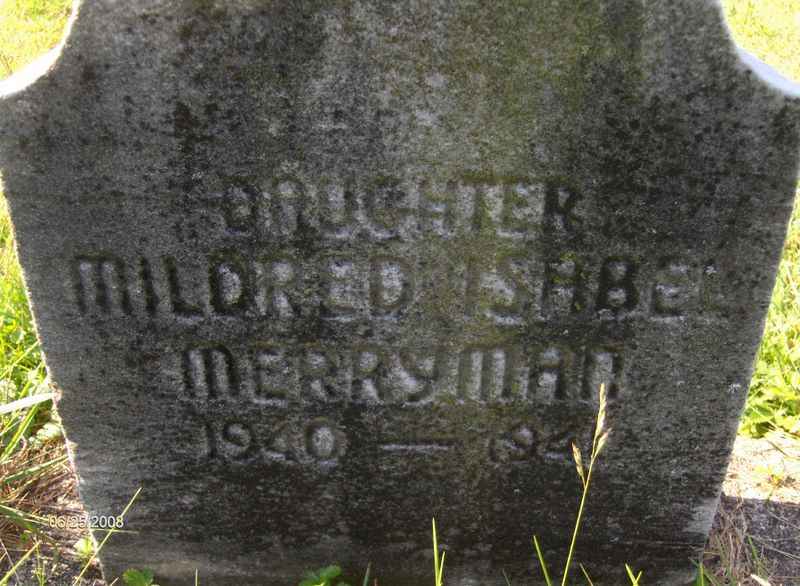 DAUGHTER
MILDRED ISABEL
MERRYMAN
1940 —
06/25/2008